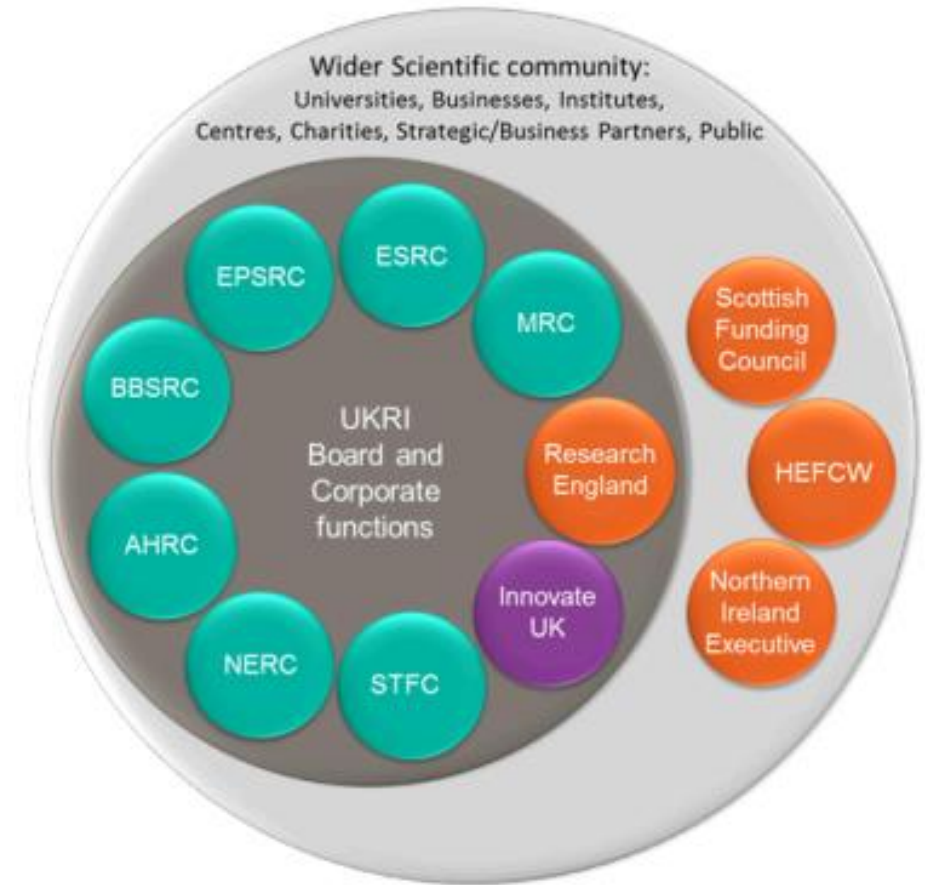 Wider Scientific community:
Universities, Businesses, Institutes,
Centres, Charities, Strategic/Business Partners, Public
ESRC
EPSRC
MRC
BBSRC
AHRC
NERC
STFC
UKRI
Board and
Corporate
functions
Research
England
Innovate
UK
Scottish
Funding
Council
HEFCW
Northern
Ireland
Executive